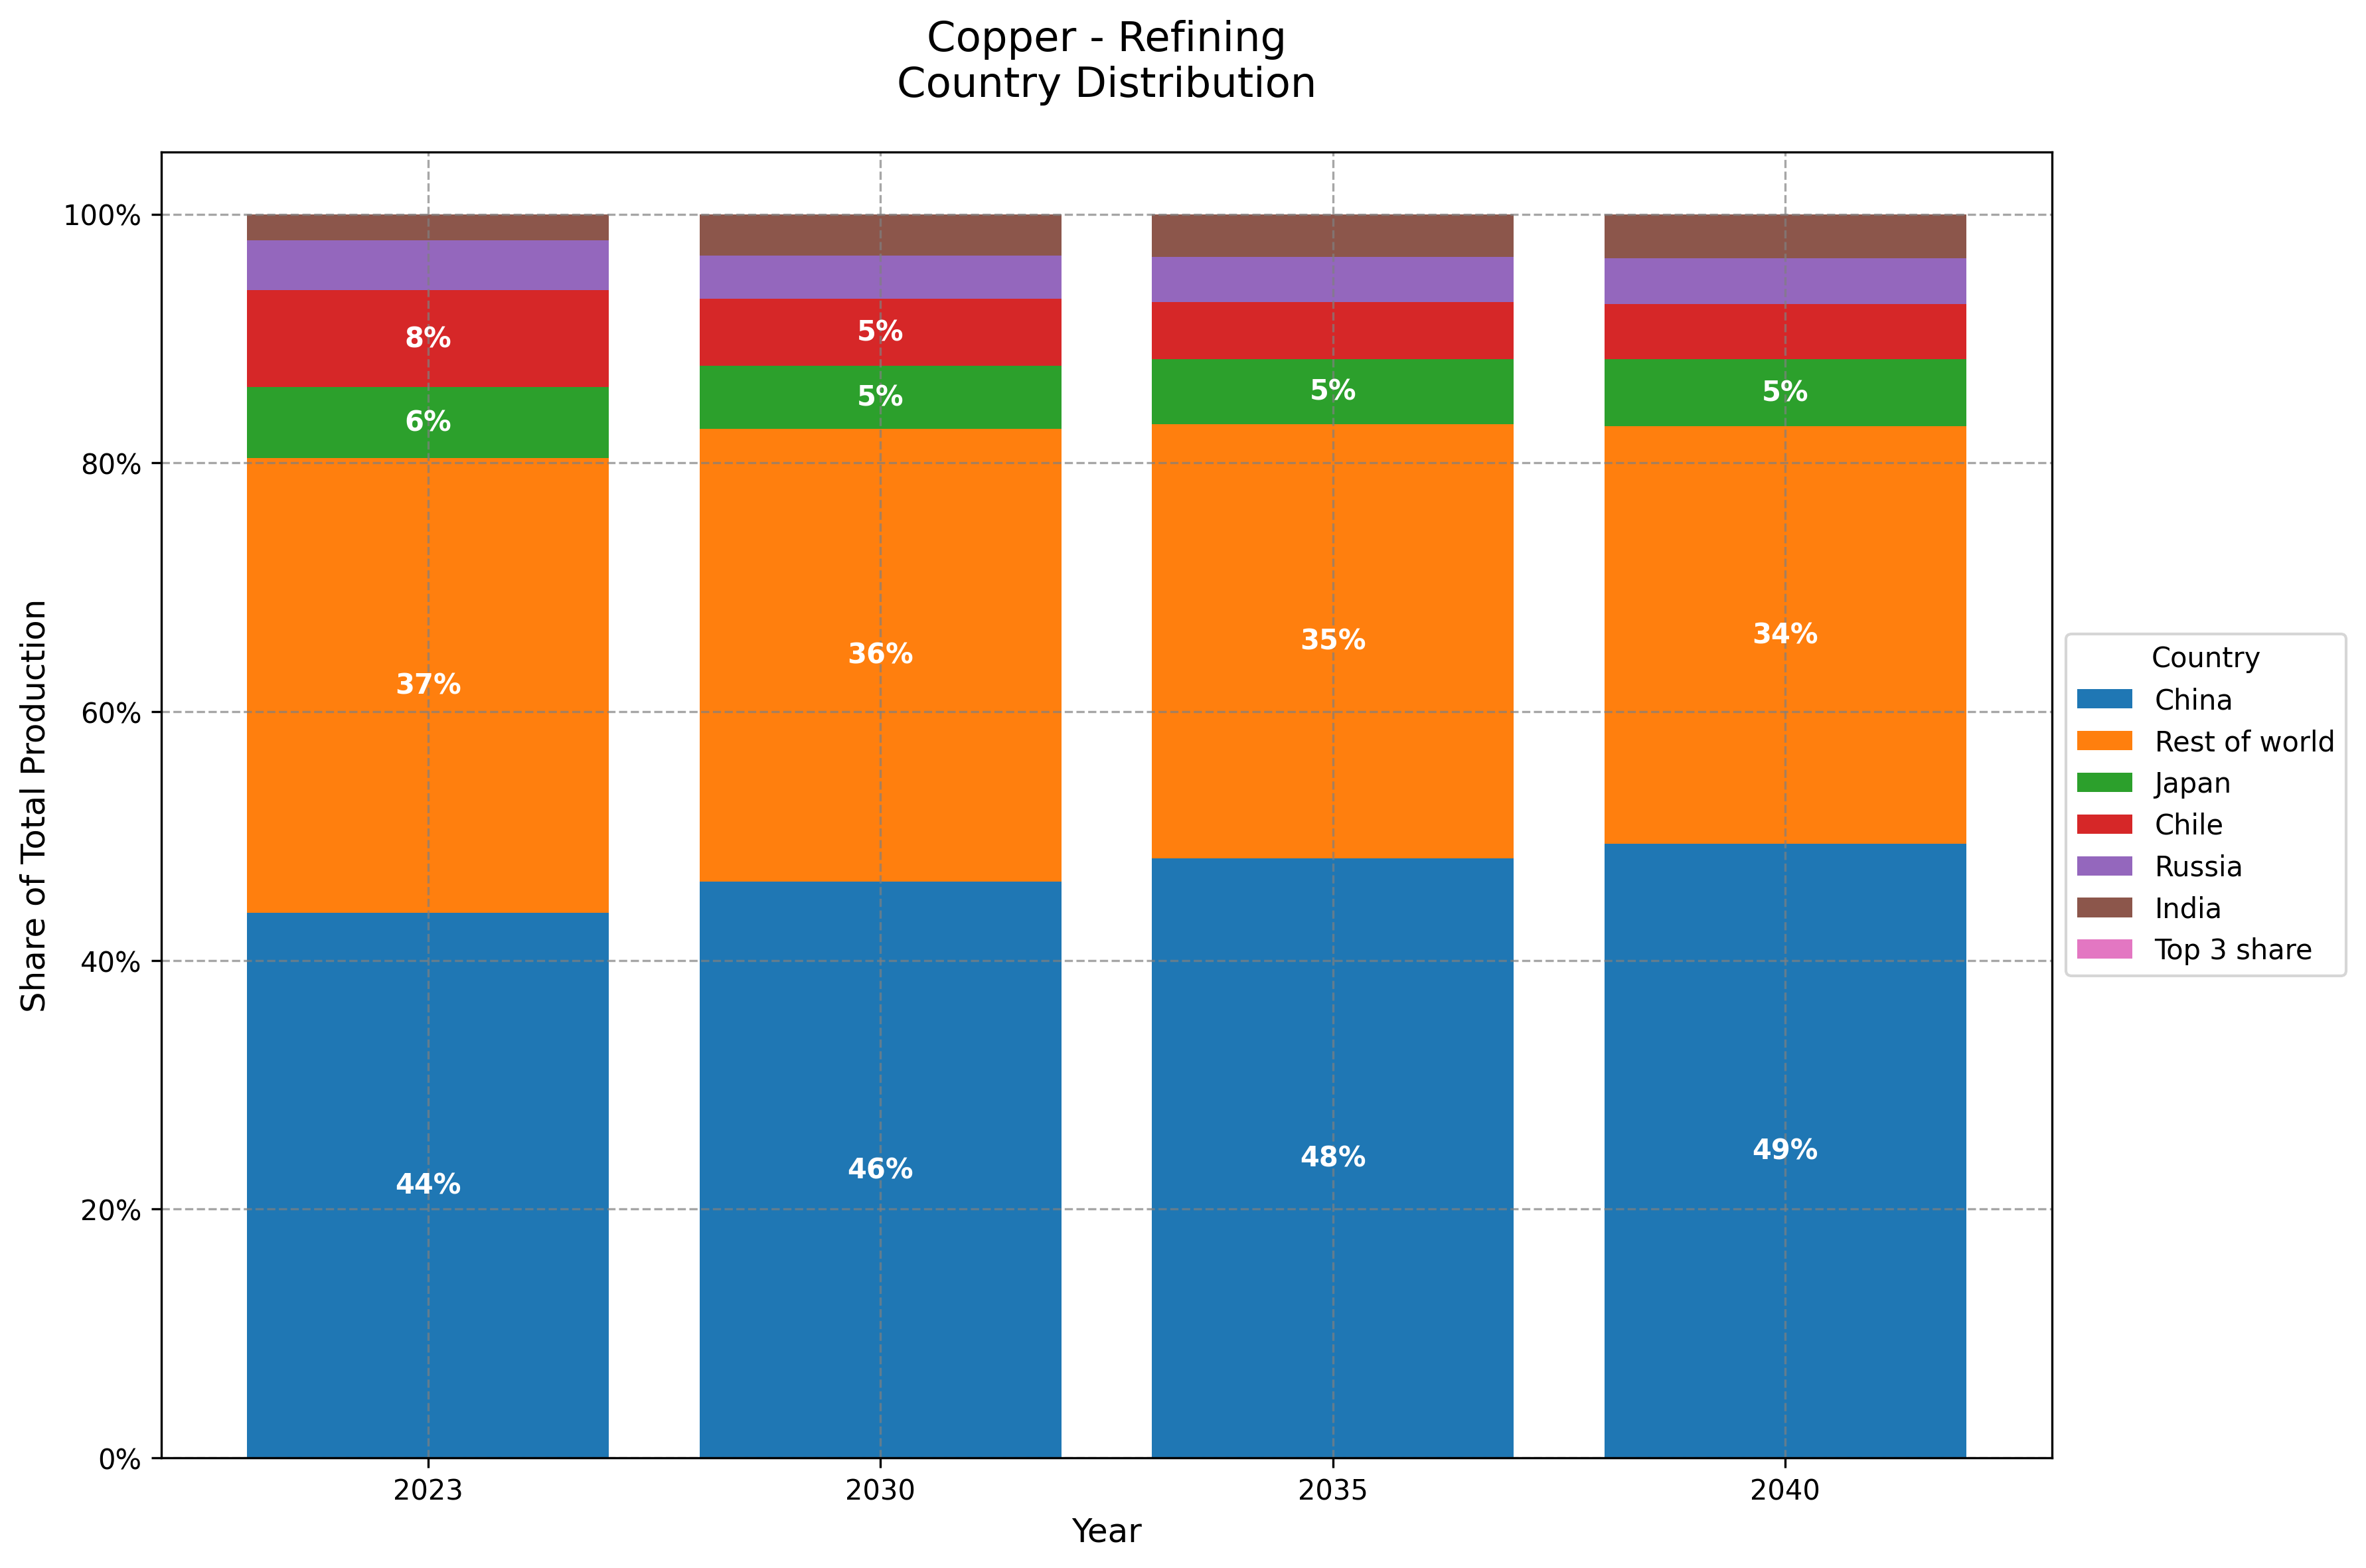 Copper - Refining
Country Distribution
Share of Total Production
100%
80%
60%
40%
20%
0%
8%
6%
37%
44%
5%
5%
36%
46%
5%
35%
48%
5%
34%
49%
2023
2030
2035
2040
Year
Country
China
Rest of world
Japan
Chile
Russia
India
Top 3 share